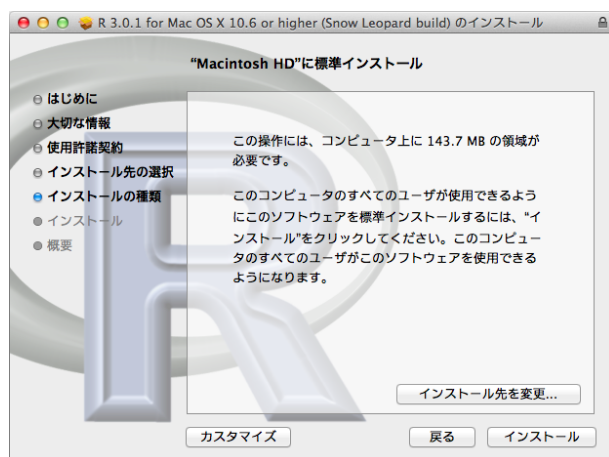 R 3.0.1 for Mac OS X 10.6 or higher (Snow Leopard build) のインストール
“Macintosh HD”に標準インストール
はじめに
大切な情報
使用許諾契約
インストール先の選択
インストールの種類
インストール
概要
この操作には、コンピュータ上に 143.7 MB の領域が
必要です。
このコンピュータのすべてのユーザが使用できるよう
にこのソフトウェアを標準インストールするには、“イ
ンストール”をクリックしてください。このコンピュー
タのすべてのユーザがこのソフトウェアを使用できる
ようになります。
インストール先を変更...
カスタマイズ
戻る
インストール